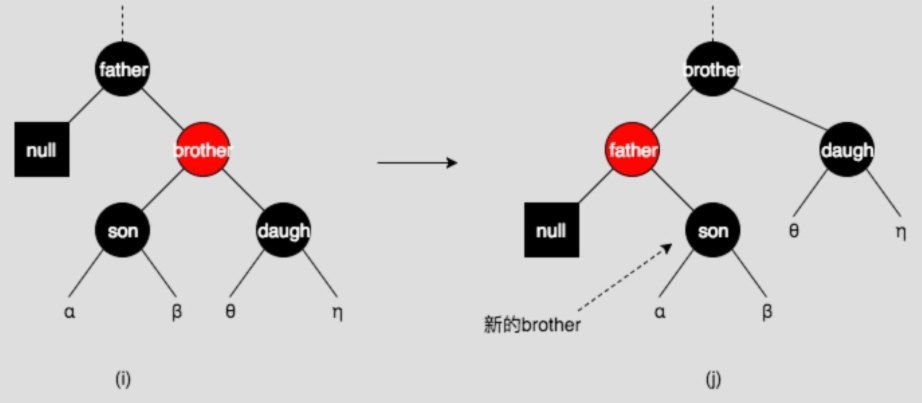 father
null
brother
son
daugh
α
β
θ
η
(i)
brother
father
daugh
null
son
θ
η
新的brother
α
β
(j)